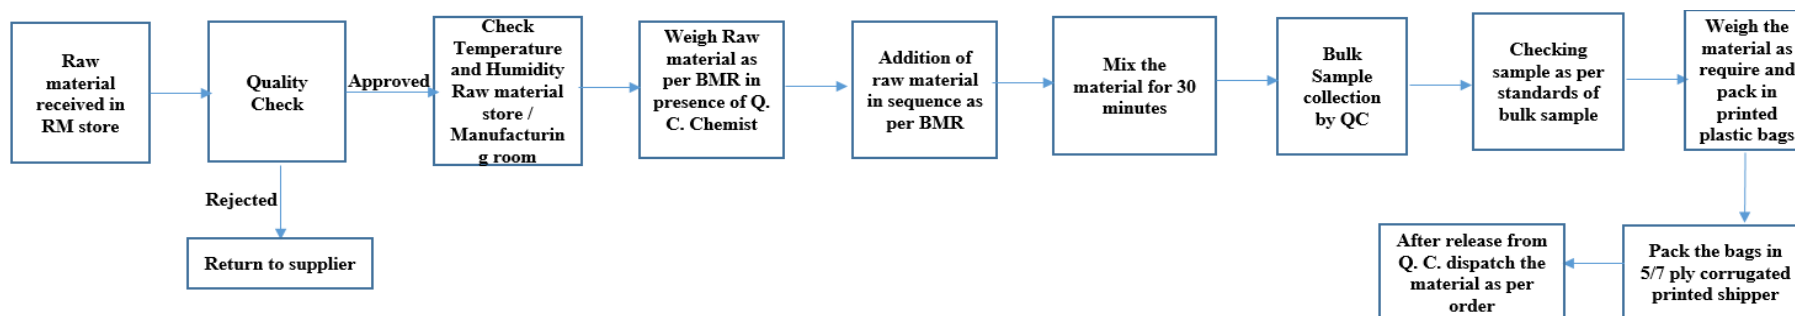 Raw
material
received in
RM store
Quality
Check
Approved
Rejected
Return to supplier
Check
Temperature
and Humidity
Raw material
store /
Manufacturin
g room
Weigh Raw
material as
per BMR in
presence of Q.
C. Chemist
Addition of
raw material
in sequence as
per BMR
Mix the
material for 30
minutes
Bulk
Sample
collection
by QC
Checking
sample as per
standards of
bulk sample
Weigh the
material as
require and
pack in
printed
plastic bags
Pack the bags in
5/7 ply corrugated
printed shipper
After release from
Q. C. dispatch the
material as per
order